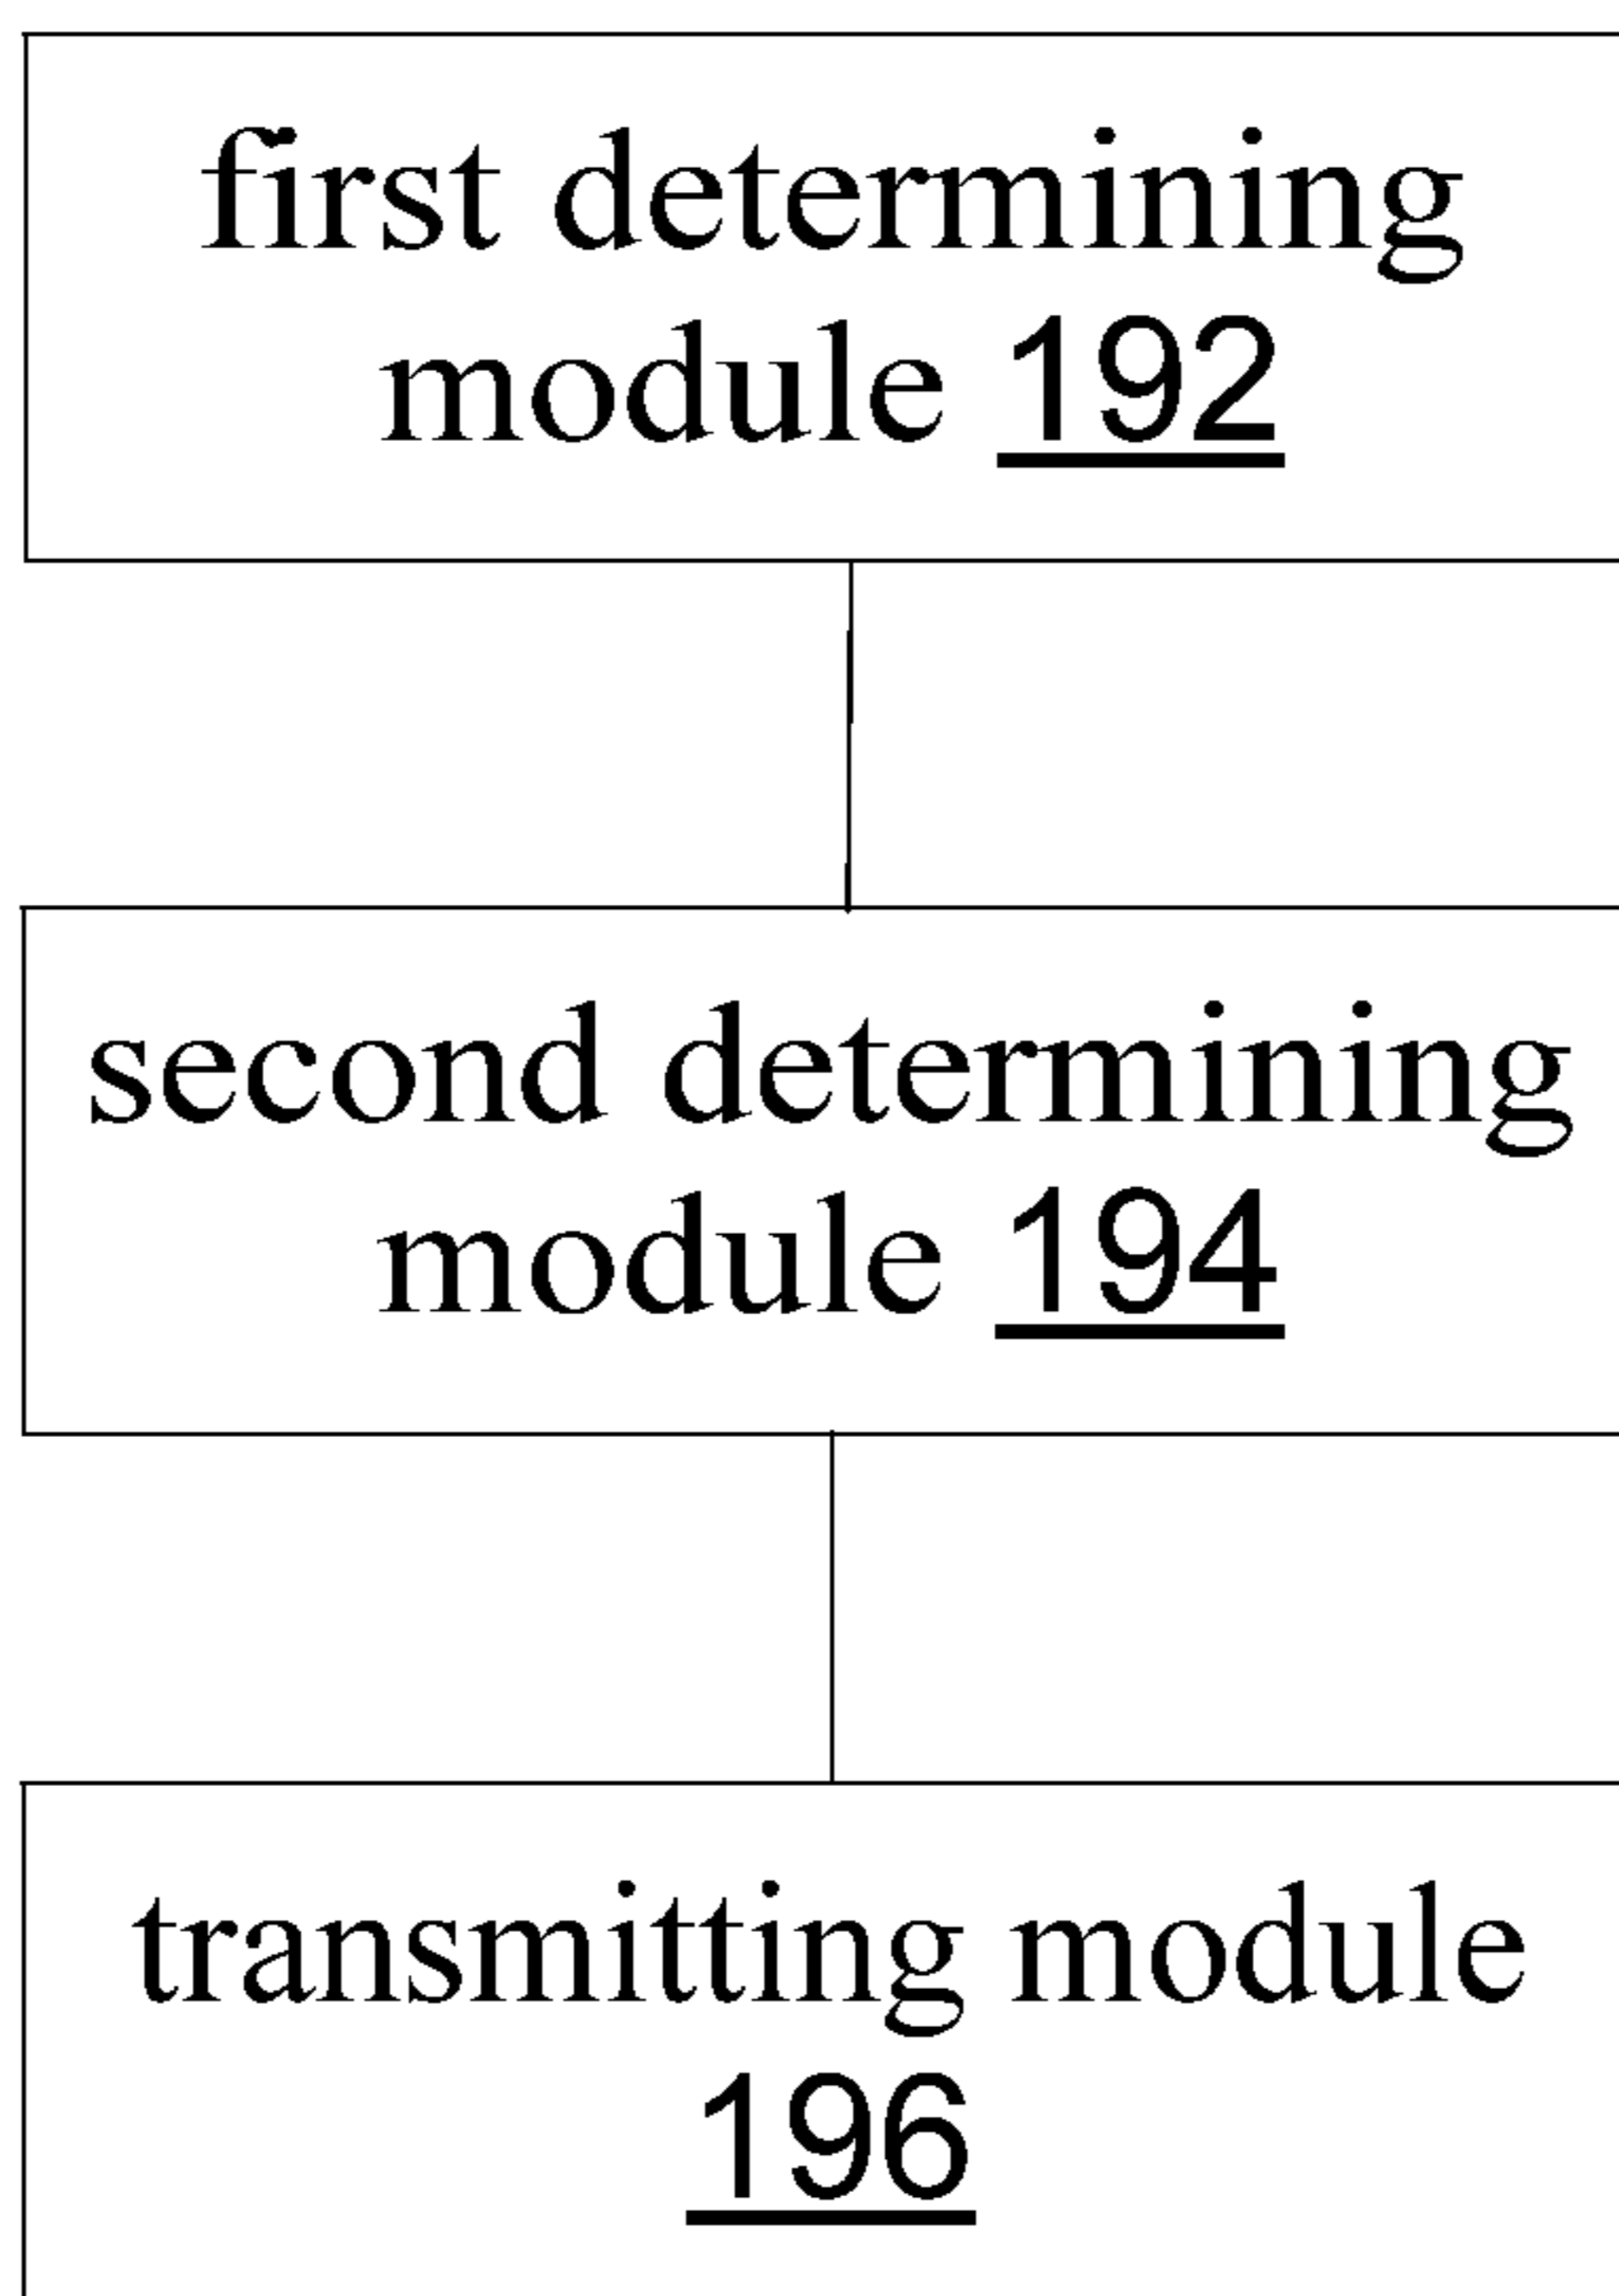 first determining
module 192
second determining
module 194
transmitting module
196